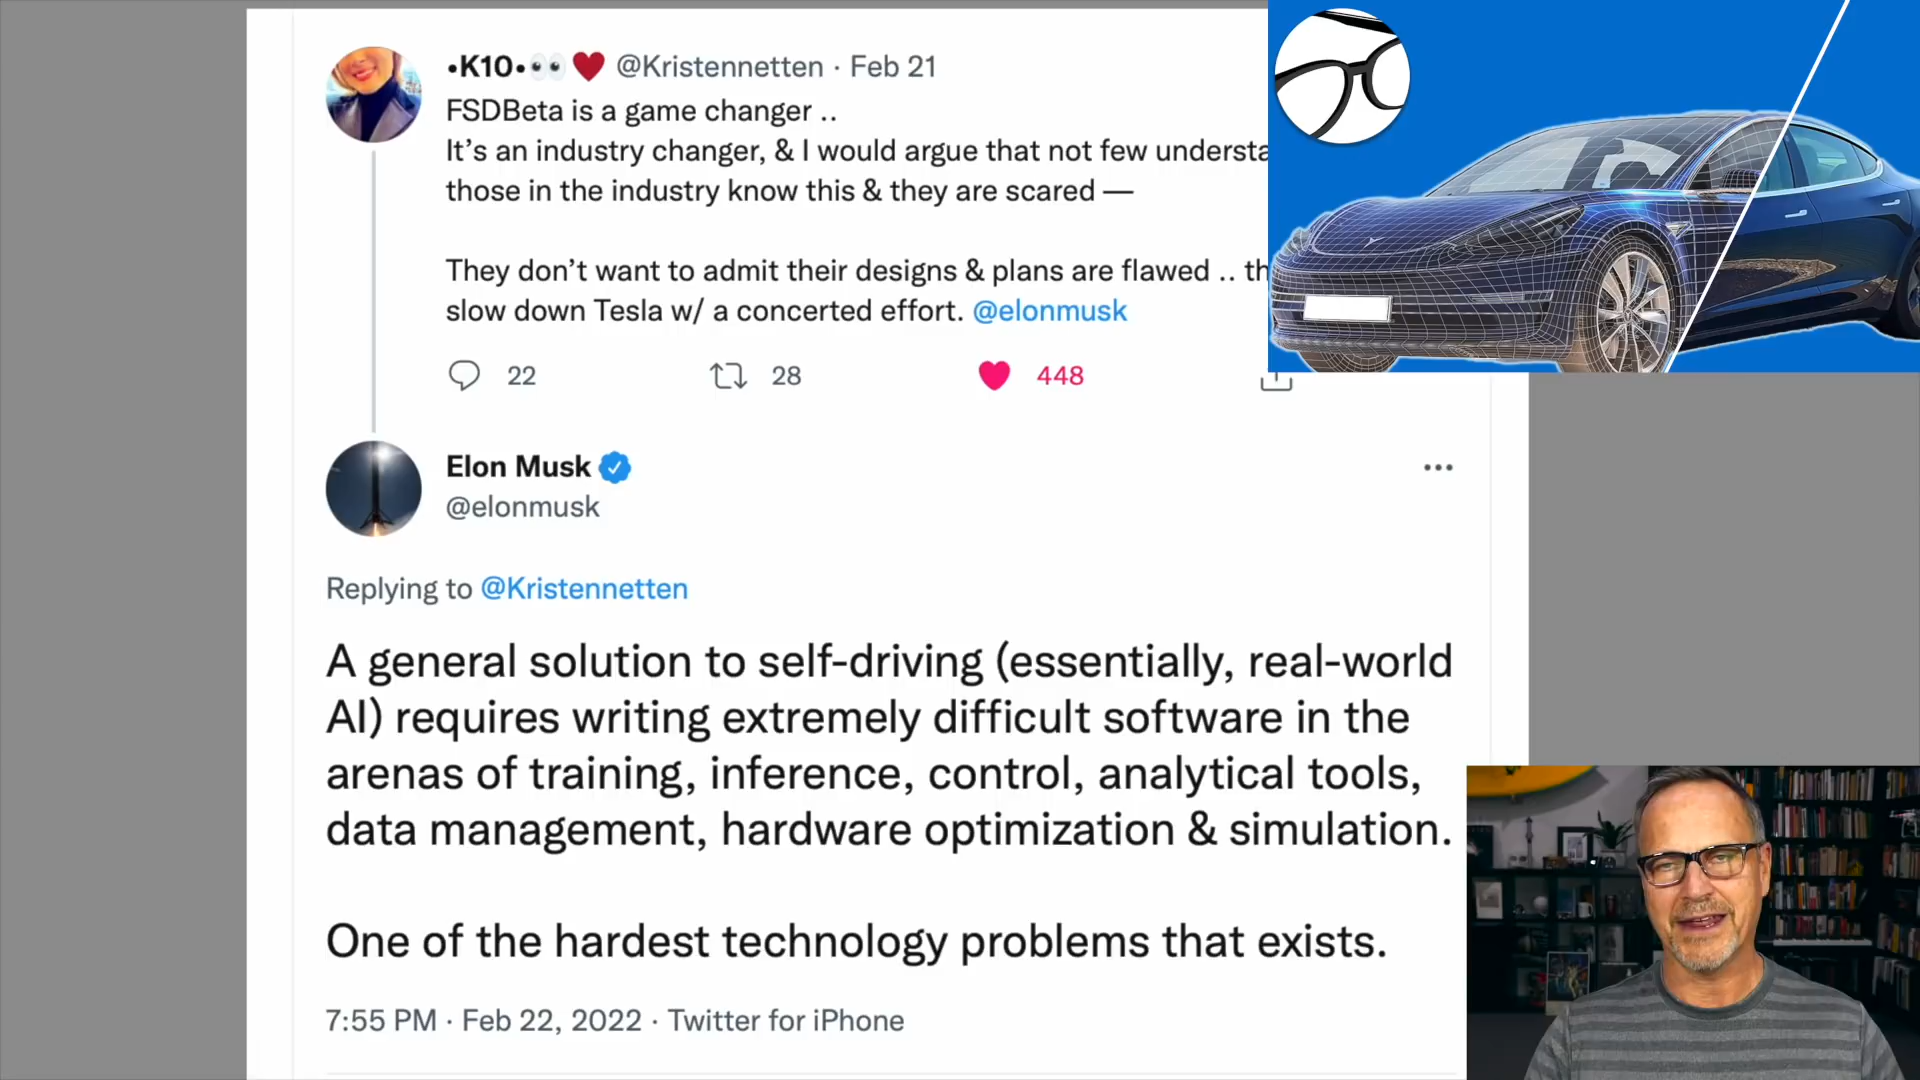 •K10•👀❤️ @Kristennetten · Feb 21
FSDBeta is a game changer ..
It’s an industry changer, & I would argue that not few
those in the industry know this & they are scared —
They don’t want to admit their designs & plans are flawed ..
slow down Tesla w/ a concerted effort. @elonmusk
22 28 448
Elon Musk
@elonmusk
Replying to @Kristennetten
A general solution to self-driving (essentially, real-world
AI) requires writing extremely difficult software in the
arenas of training, inference, control, analytical tools,
data management, hardware optimization & simulation.
One of the hardest technology problems that exists.
7:55 PM · Feb 22, 2022 · Twitter for iPhone